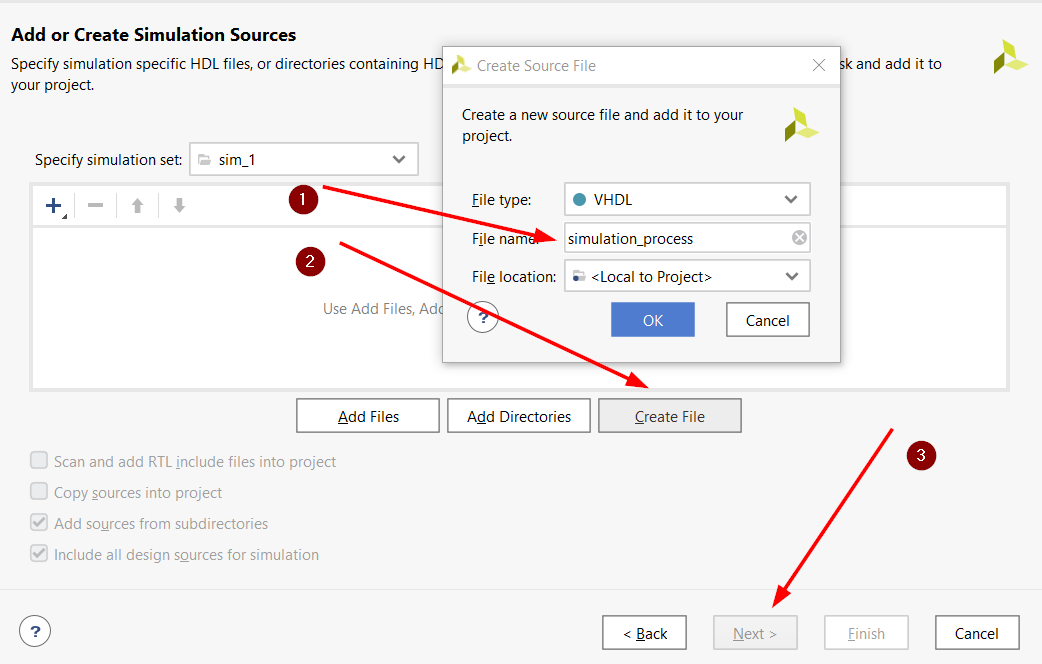 Add or Create Simulation Sources
Specify simulation specific HDL files, or directories containing HD
sk and add it to
your project.
Create Source File
Create a new source file and add it to your
project.
Specify simulation set:
sim_1
1
File type:
VHDL
File name:
simulation_process
2
File location:
<Local to Project>
Use Add Files, Add
?
OK
Cancel
Add Files
Add Directories
Create File
3
Scan and add RTL include files into project
Copy sources into project
Add sources from subdirectories
Include all design sources for simulation
?
< Back
Next >
Finish
Cancel